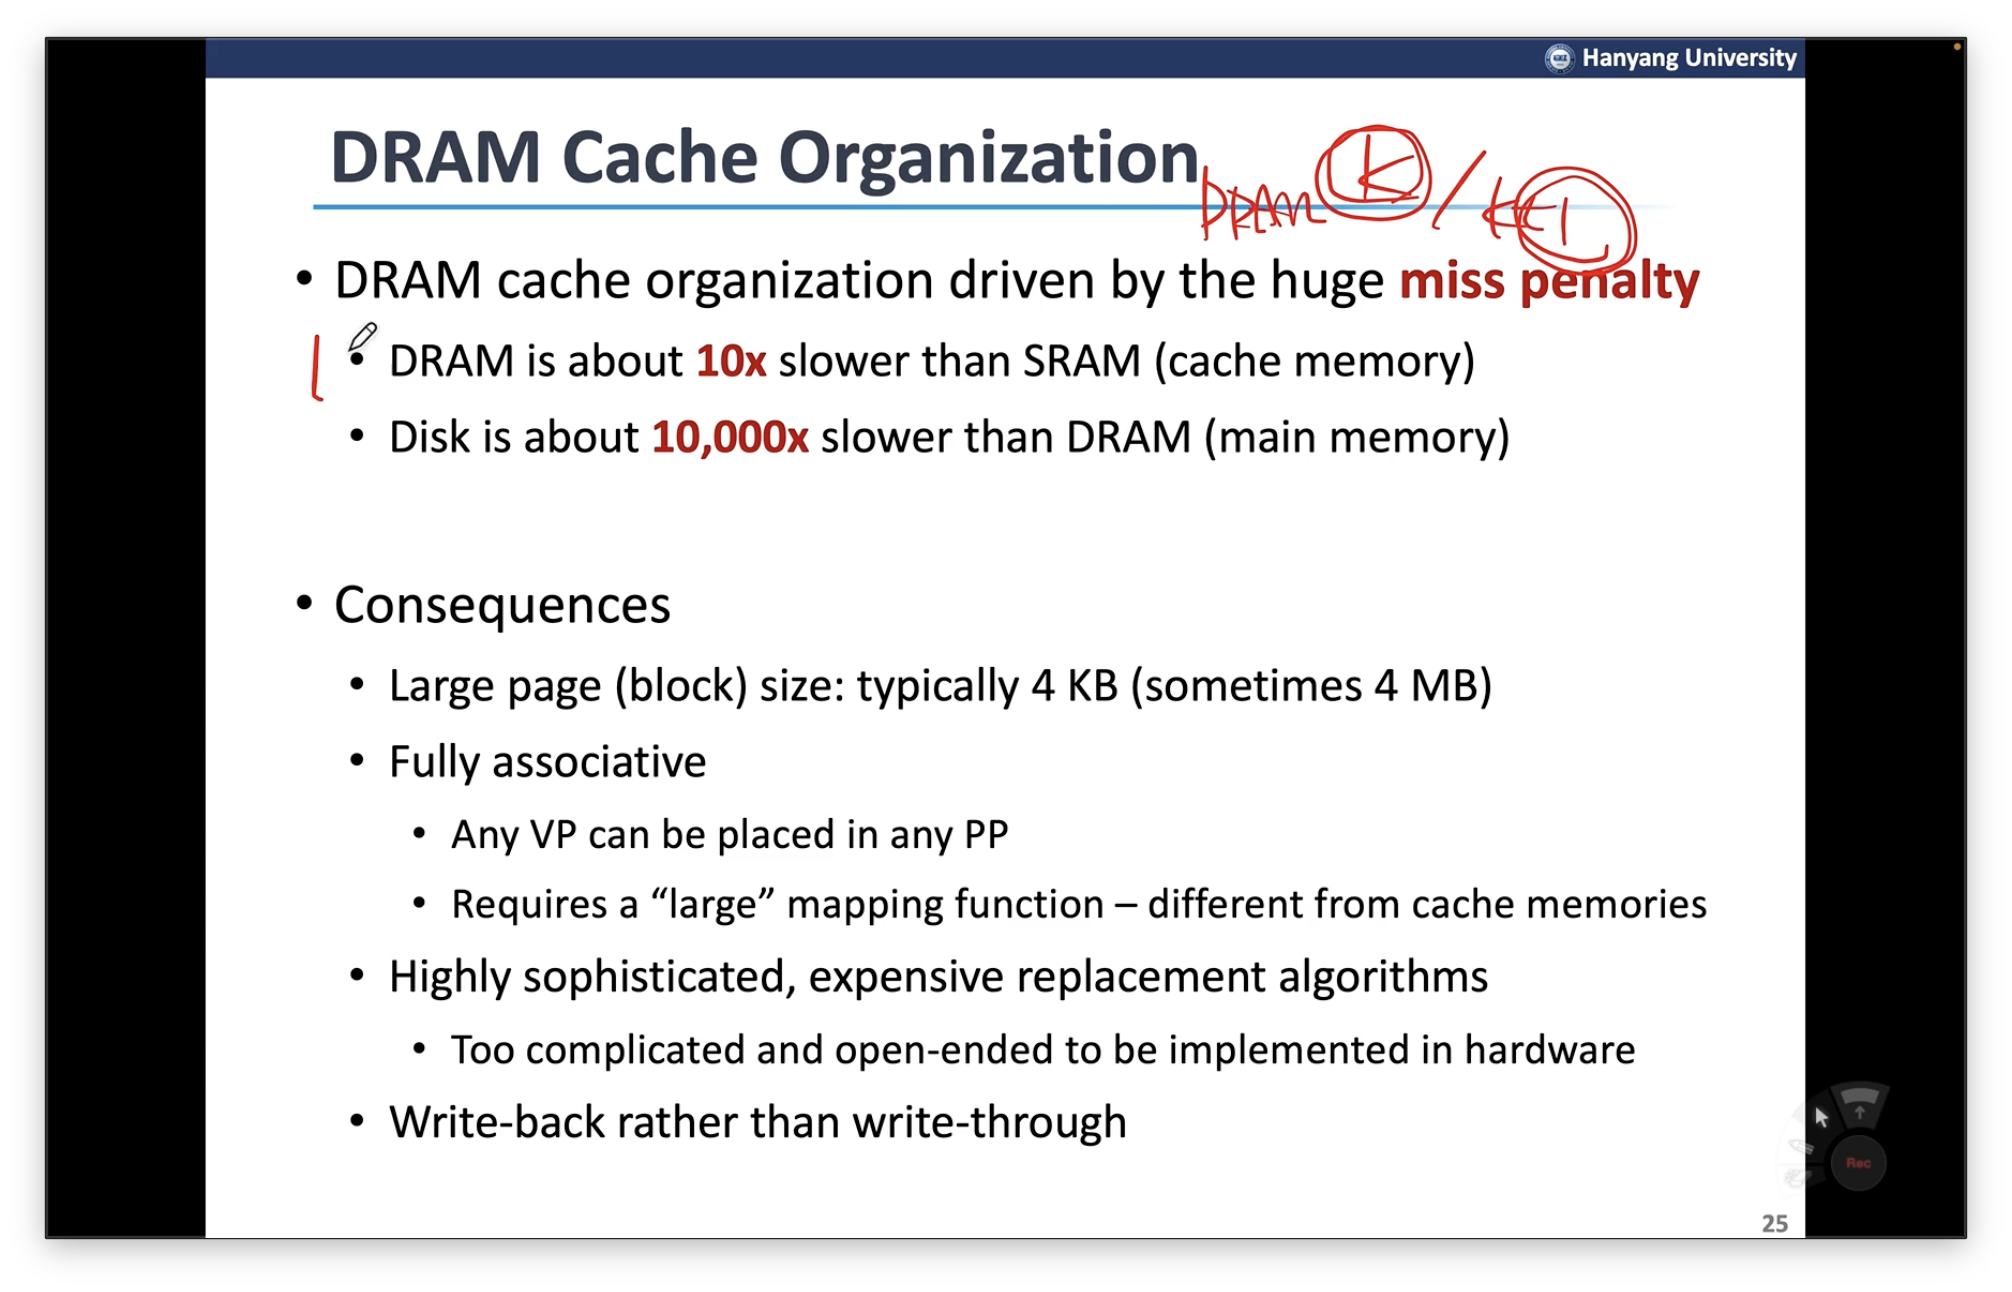 Hanyang University
DRAM Cache Organization
DRAM K /
• DRAM cache organization driven by the huge miss penalty
• DRAM is about 10x slower than SRAM (cache memory)
• Disk is about 10,000x slower than DRAM (main memory)
• Consequences
• Large page (block) size: typically 4 KB (sometimes 4 MB)
• Fully associative
• Any VP can be placed in any PP
• Requires a “large” mapping function – different from cache memories
• Highly sophisticated, expensive replacement algorithms
• Too complicated and open-ended to be implemented in hardware
• Write-back rather than write-through
Rec
25